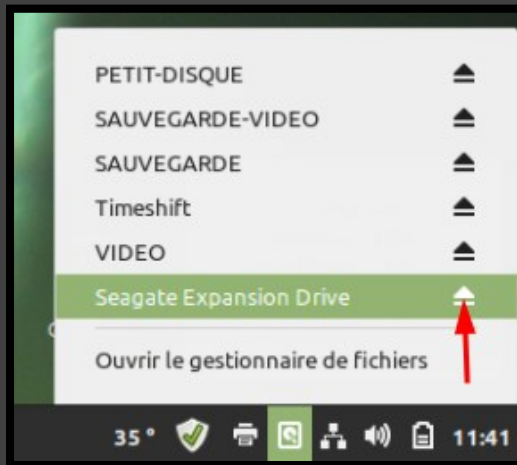 PETIT-DISQUE
SAUVEGARDE-VIDEO
SAUVEGARDE
Timeshift
VIDEO
Seagate Expansion Drive
Ouvrir le gestionnaire de fichiers
35° 11:41